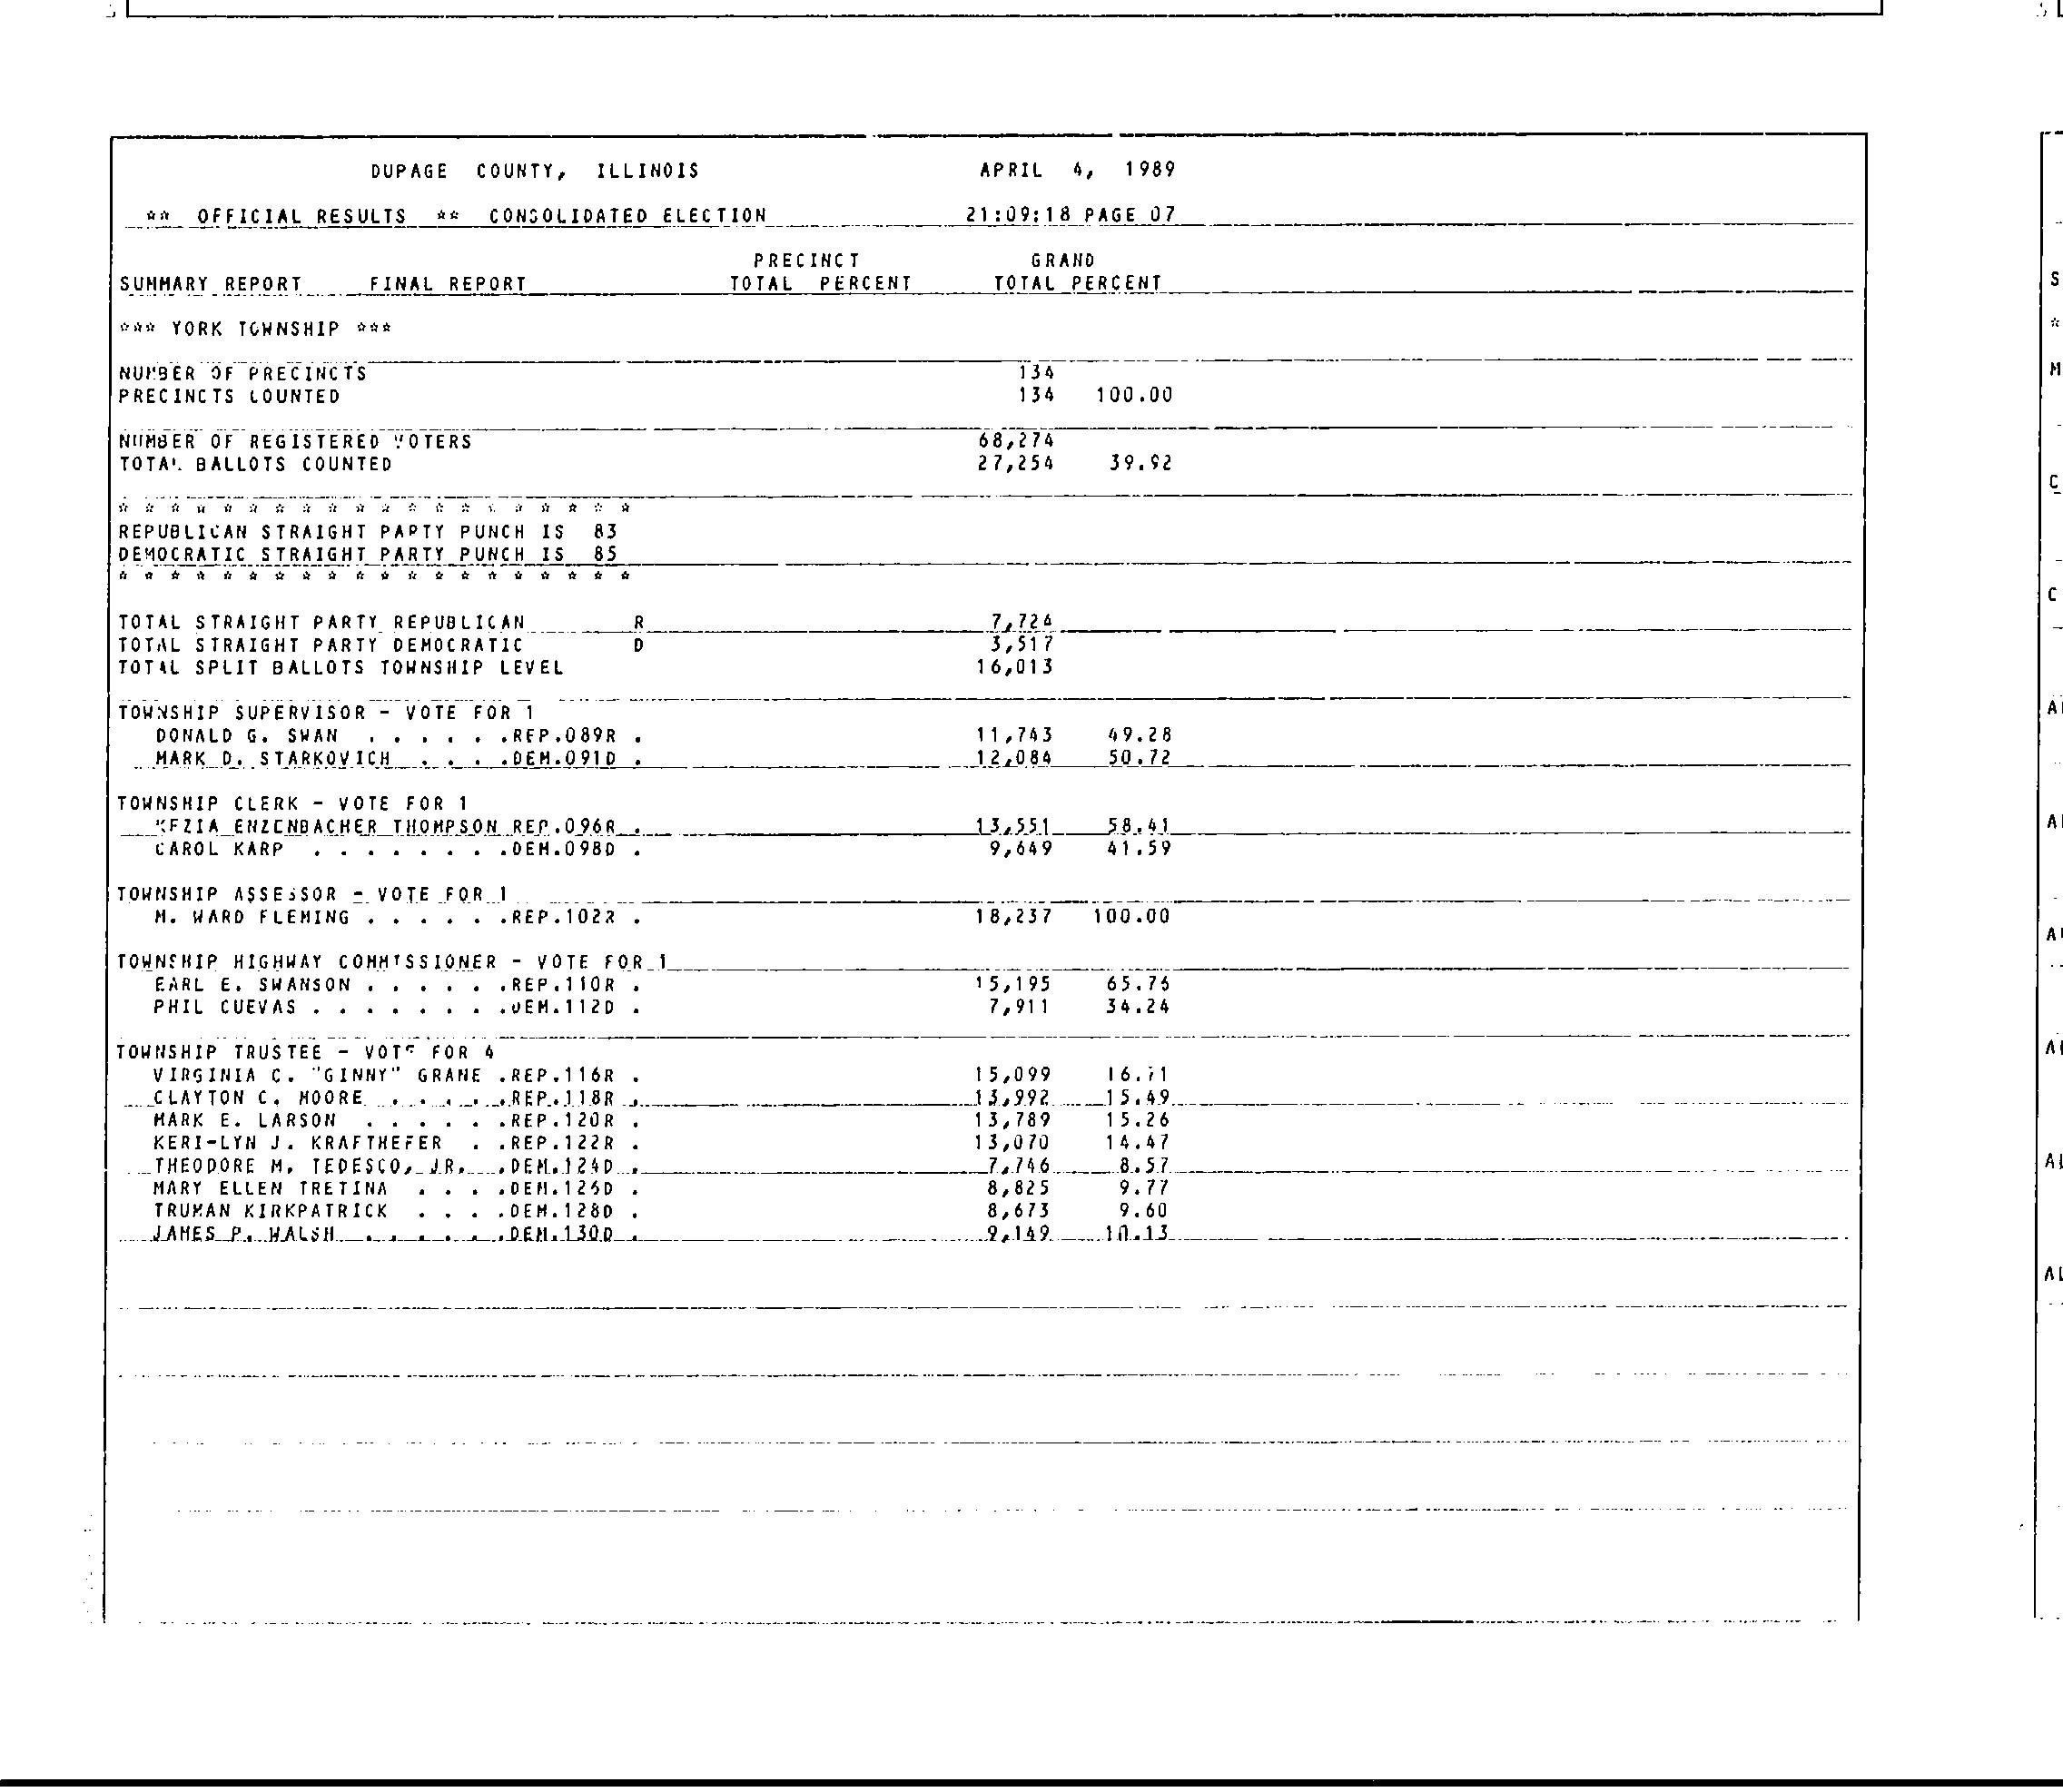 DUPAGE COUNTY, ILLINOIS APRIL 4, 1989
** OFFICIAL RESULTS ** CONSOLIDATED ELECTION 21:09:18 PAGE 07
PRECINCT GRAND
SUMMARY REPORT FINAL REPORT TOTAL PERCENT TOTAL PERCENT
*** YORK TOWNSHIP ***
NUMBER OF PRECINCTS 134
PRECINCTS COUNTED 134 100.00
NUMBER OF REGISTERED VOTERS 68,274
TOTAL BALLOTS COUNTED 27,254 39.92
* * * * * * * * * * * * * * * * * * * *
REPUBLICAN STRAIGHT PARTY PUNCH IS 83
DEMOCRATIC STRAIGHT PARTY PUNCH IS 85
* * * * * * * * * * * * * * * * * * * *
TOTAL STRAIGHT PARTY REPUBLICAN R 7,724
TOTAL STRAIGHT PARTY DEMOCRATIC D 3,517
TOTAL SPLIT BALLOTS TOWNSHIP LEVEL 16,013
TOWNSHIP SUPERVISOR - VOTE FOR 1
DONALD G. SWAN . . . . . .REP.089R . 11,743 49.28
MARK D. STARKOVICH . . . .DEM.091D . 12,084 50.72
TOWNSHIP CLERK - VOTE FOR 1
KEZIA ENZENBACHER THOMPSON REP.096R . 13,551 58.41
CAROL KARP . . . . . . . .DEM.098D . 9,649 41.59
TOWNSHIP ASSESSOR - VOTE FOR 1
M. WARD FLEMING . . . . . .REP.102R . 18,237 100.00
TOWNSHIP HIGHWAY COMMISSIONER - VOTE FOR 1
EARL E. SWANSON . . . . . .REP.110R . 15,195 65.76
PHIL CUEVAS . . . . . . . .DEM.112D . 7,911 34.24
TOWNSHIP TRUSTEE - VOTE FOR 4
VIRGINIA C. "GINNY" GRANE .REP.116R . 15,099 16.71
CLAYTON C. MOORE . . . . . .REP.118R . 13,992 15.49
MARK E. LARSON . . . . . .REP.120R . 13,789 15.26
KERI-LYN J. KRAFTHEFER . .REP.122R . 13,070 14.47
THEODORE M. TEDESCO, JR. .DEM.124D . 7,746 8.57
MARY ELLEN TRETINA . . . .DEM.126D . 8,825 9.77
TRUMAN KIRKPATRICK . . . .DEM.128D . 8,673 9.60
JAMES P. WALSH . . . . . .DEM.130D . 9,149 10.13